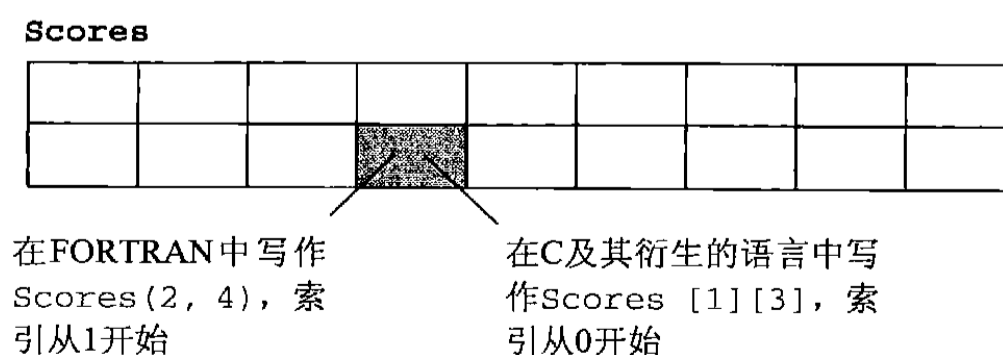 Scores
在FORTRAN中写作
Scores(2, 4)，索
引从1开始
在C及其衍生的语言中写
作Scores [1][3]，索
引从0开始